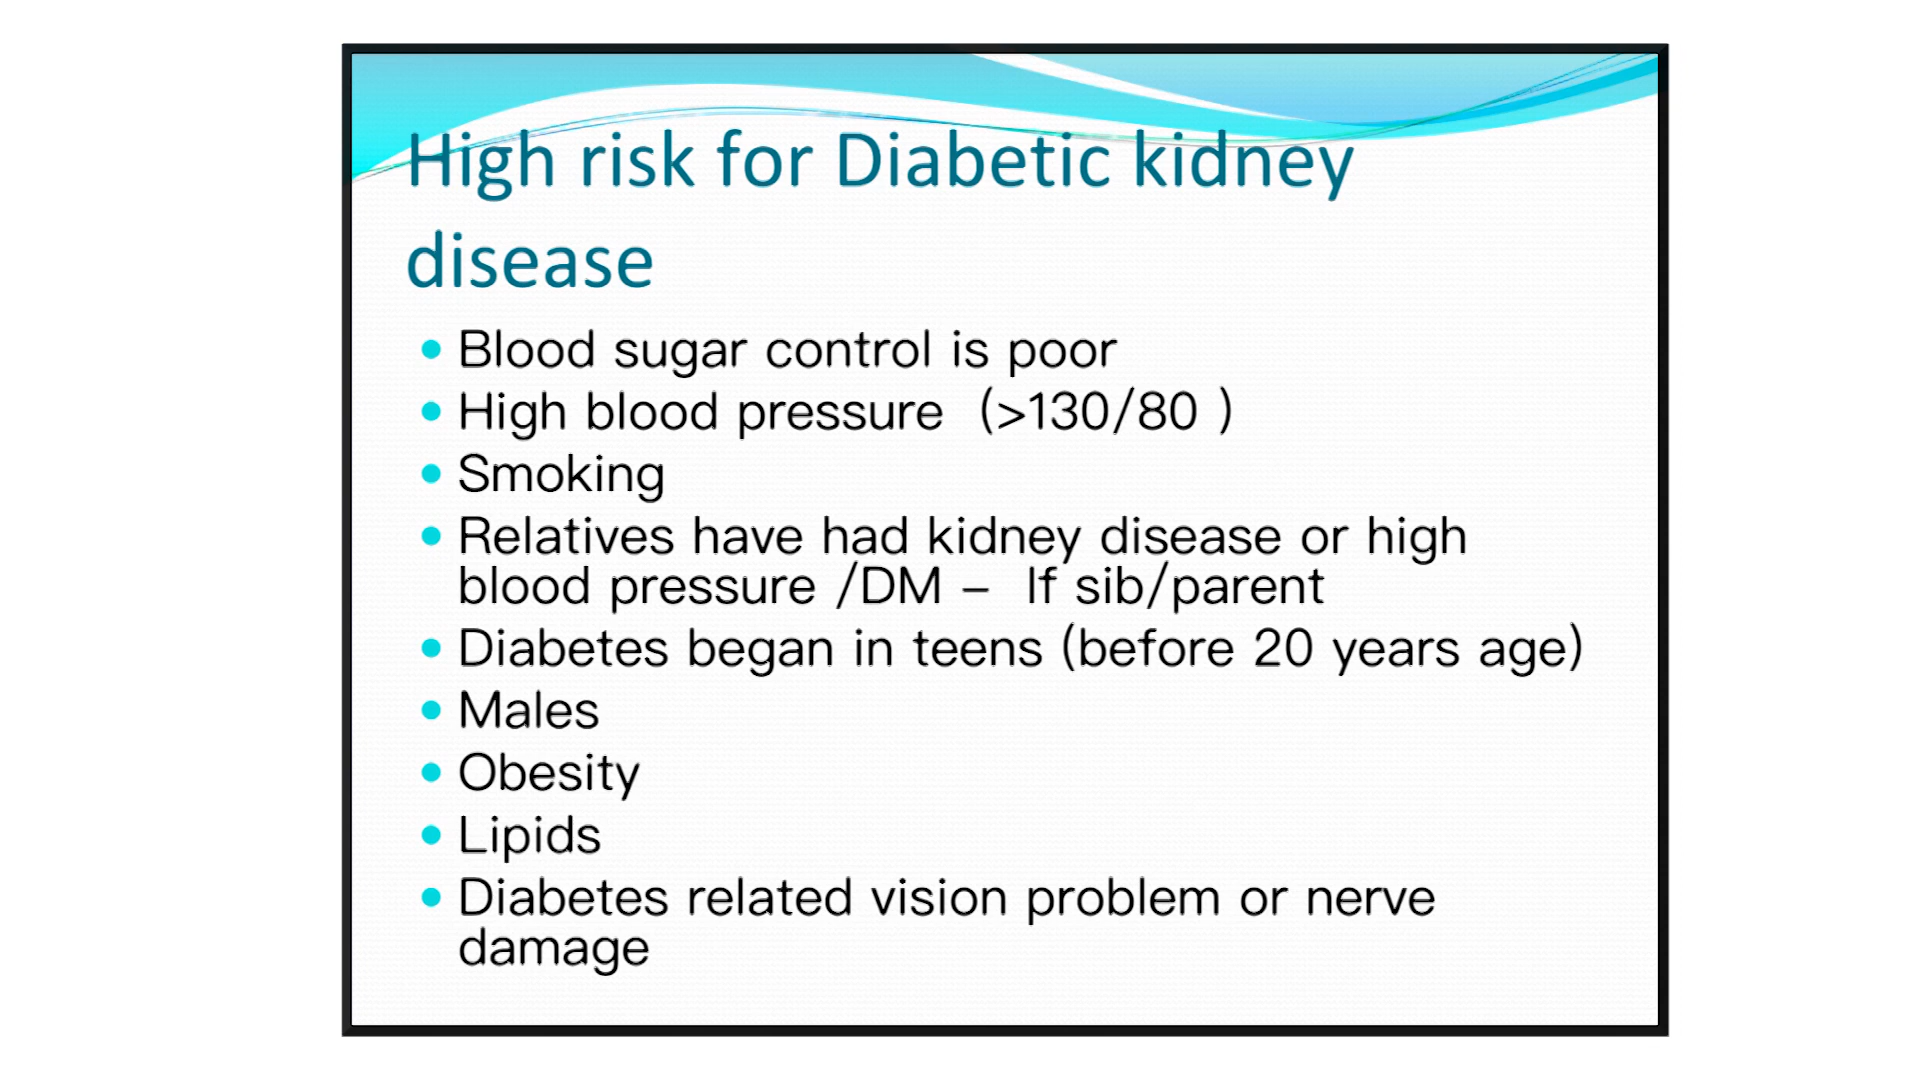 High risk for Diabetic kidney
disease
• Blood sugar control is poor
• High blood pressure  (>130/80 )
• Smoking
• Relatives have had kidney disease or high
blood pressure /DM –  If sib/parent
• Diabetes began in teens (before 20 years age)
• Males
• Obesity
• Lipids
• Diabetes related vision problem or nerve
damage